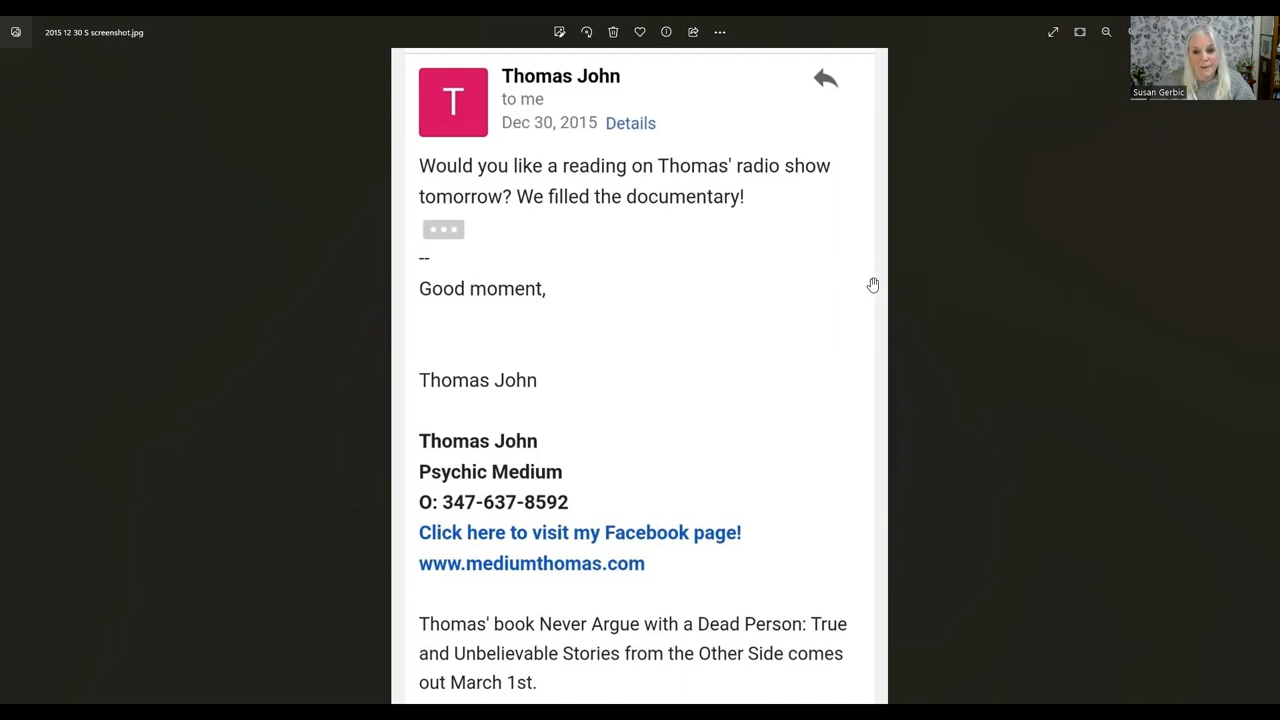 2015 12 30 S screenshot.jpg
Susan Gerbic
T
Thomas John
to me
Dec 30, 2015 Details
Would you like a reading on Thomas' radio show
tomorrow? We filled the documentary!
--
Good moment,
Thomas John
Thomas John
Psychic Medium
O: 347-637-8592
Click here to visit my Facebook page!
www.mediumthomas.com
Thomas' book Never Argue with a Dead Person: True
and Unbelievable Stories from the Other Side comes
out March 1st.